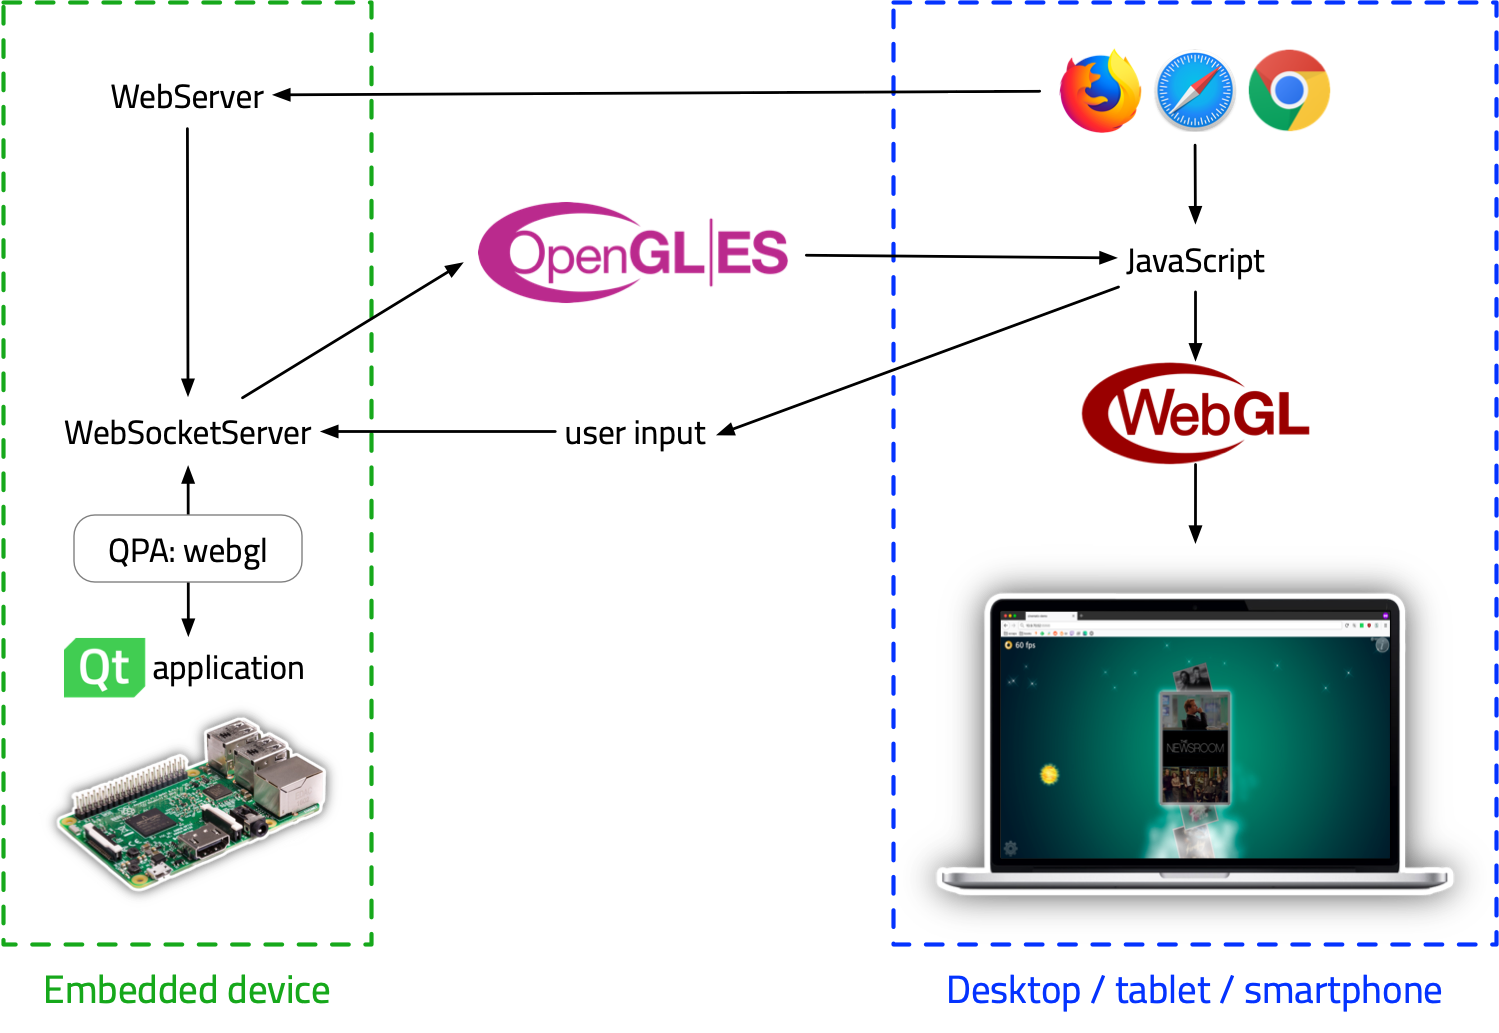 WebServer
OpenGL|ES
JavaScript
WebGL
WebSocketServer
user input
QPA: webgl
Qt application
60 fps
THE
NEWSROOM
Embedded device
Desktop / tablet / smartphone